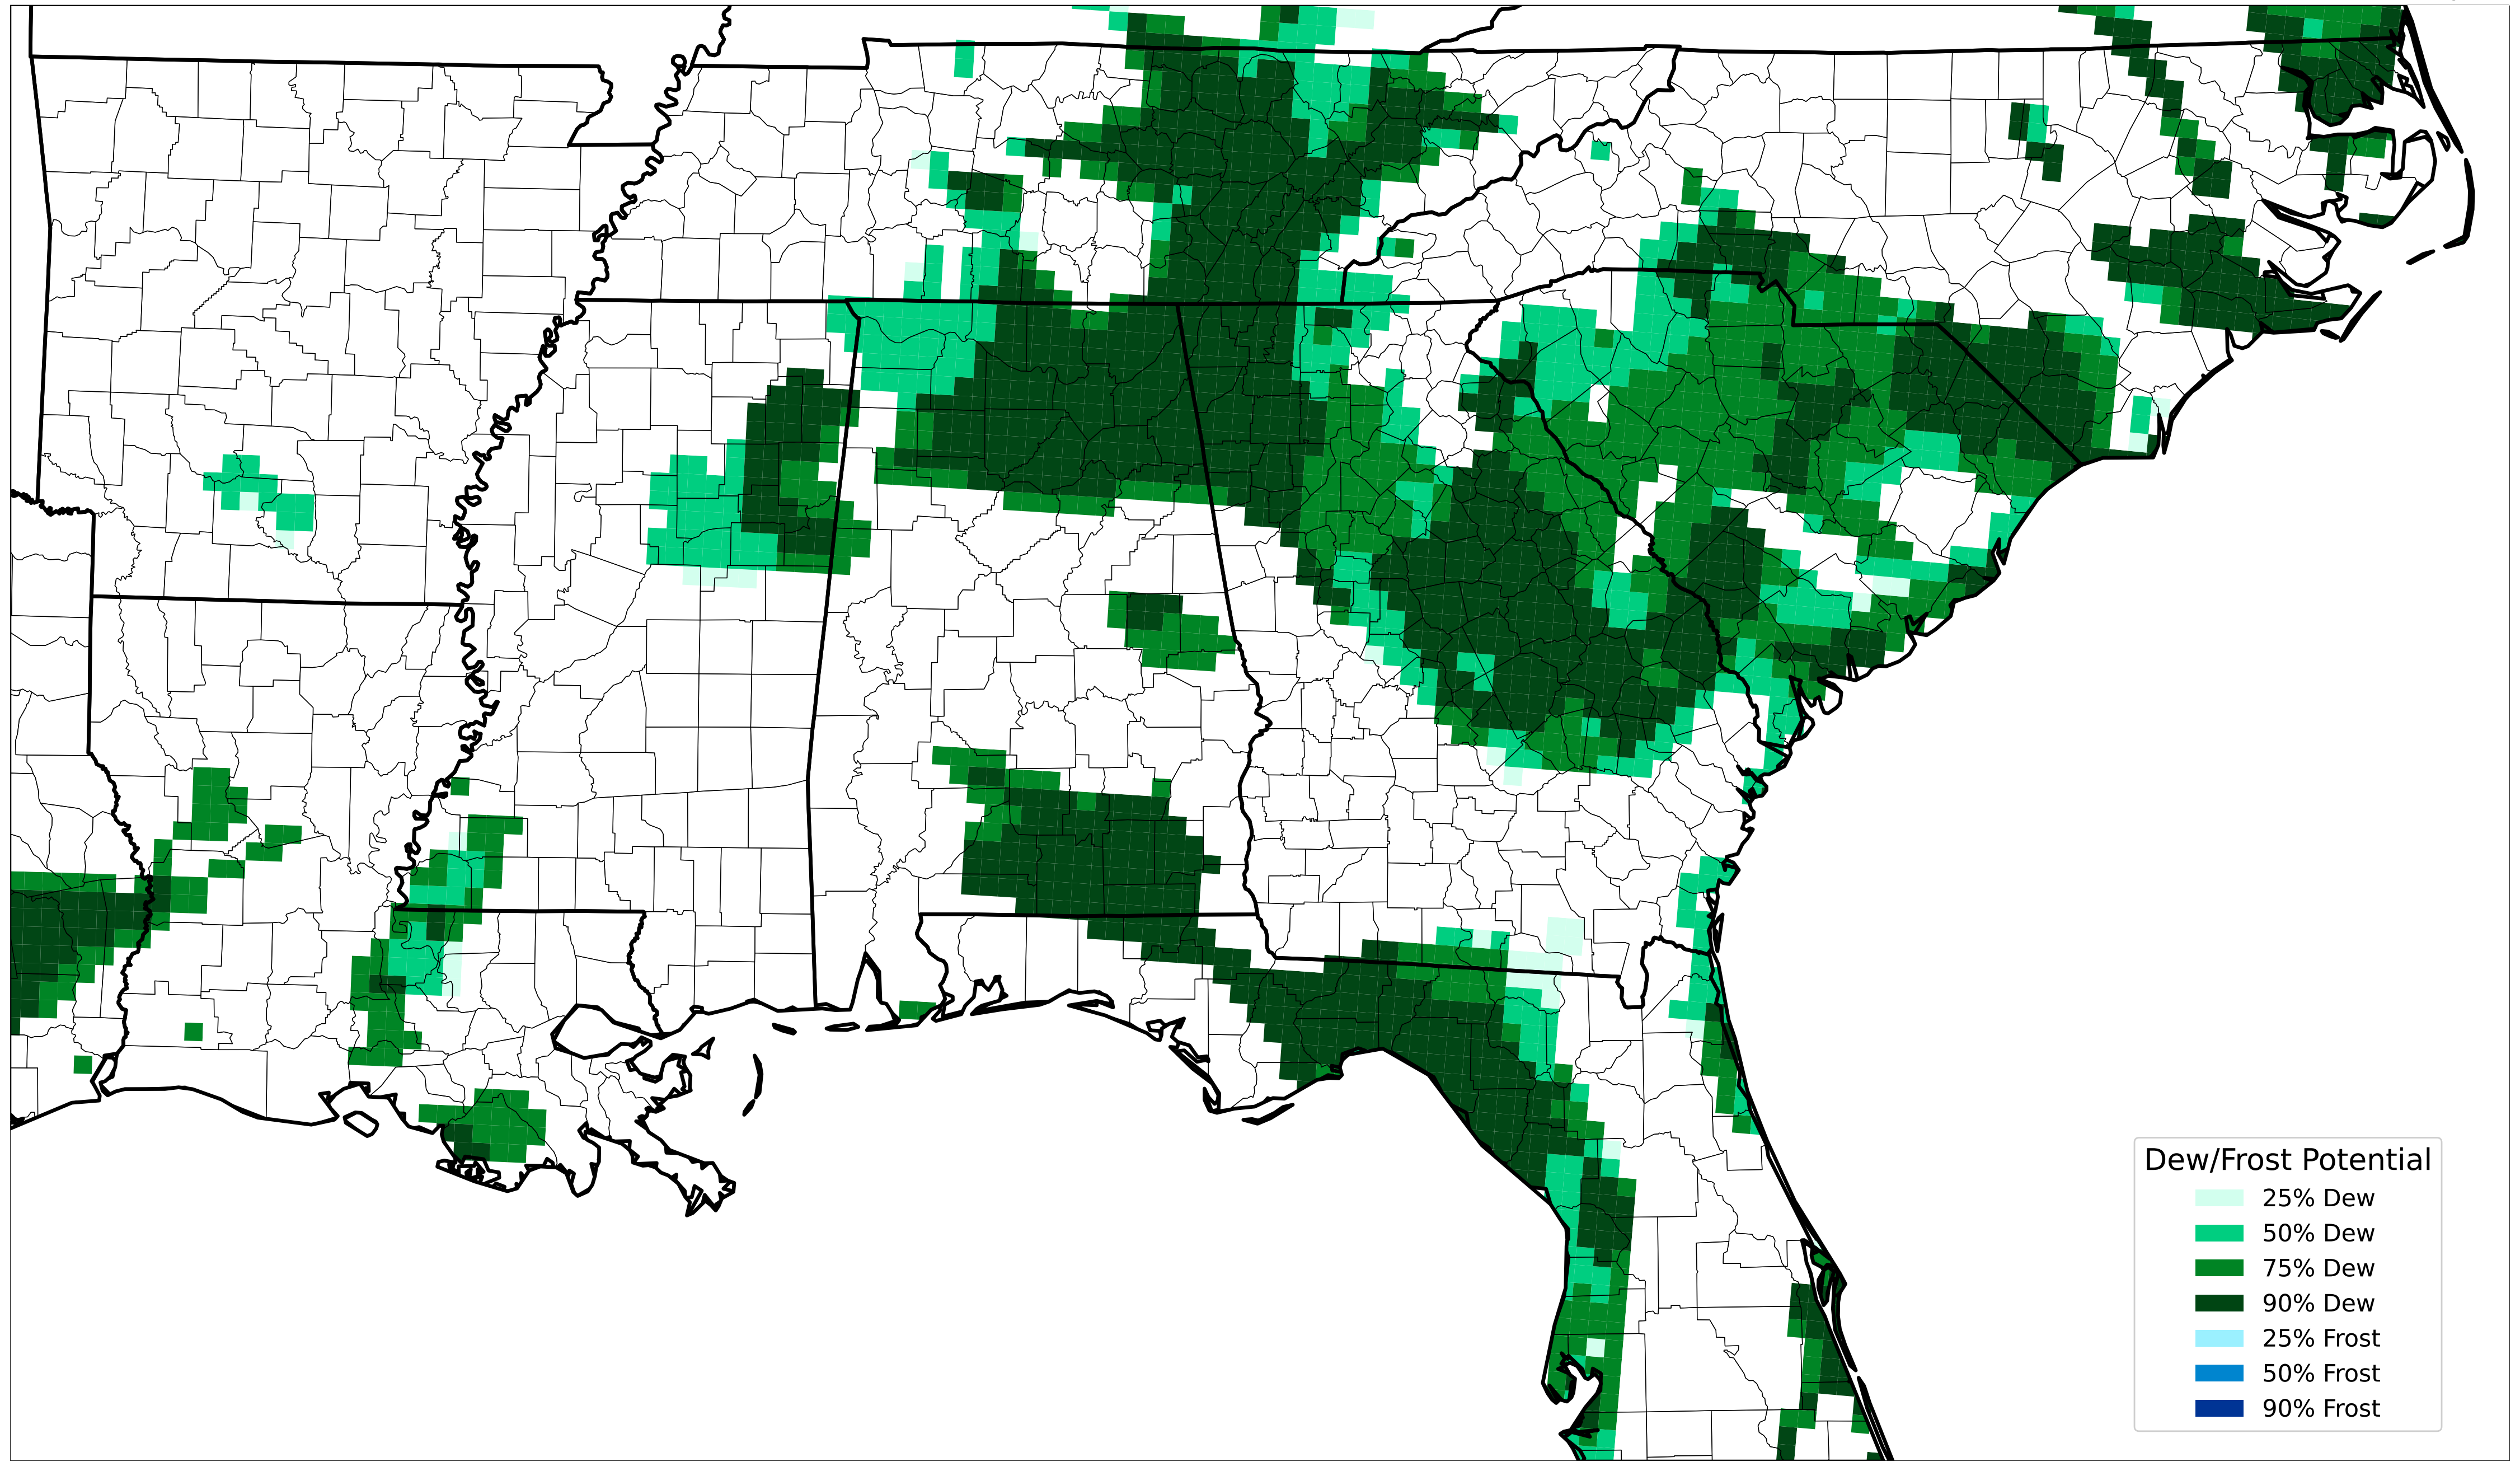 Dew/Frost Potential
25% Dew
50% Dew
75% Dew
90% Dew
25% Frost
50% Frost
90% Frost